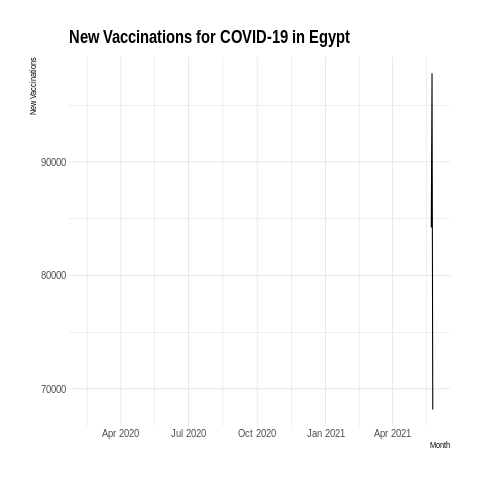 New Vaccinations for COVID-19 in Egypt
New Vaccinations
90000
80000
70000
Apr 2020 Jul 2020 Oct 2020 Jan 2021 Apr 2021
Month